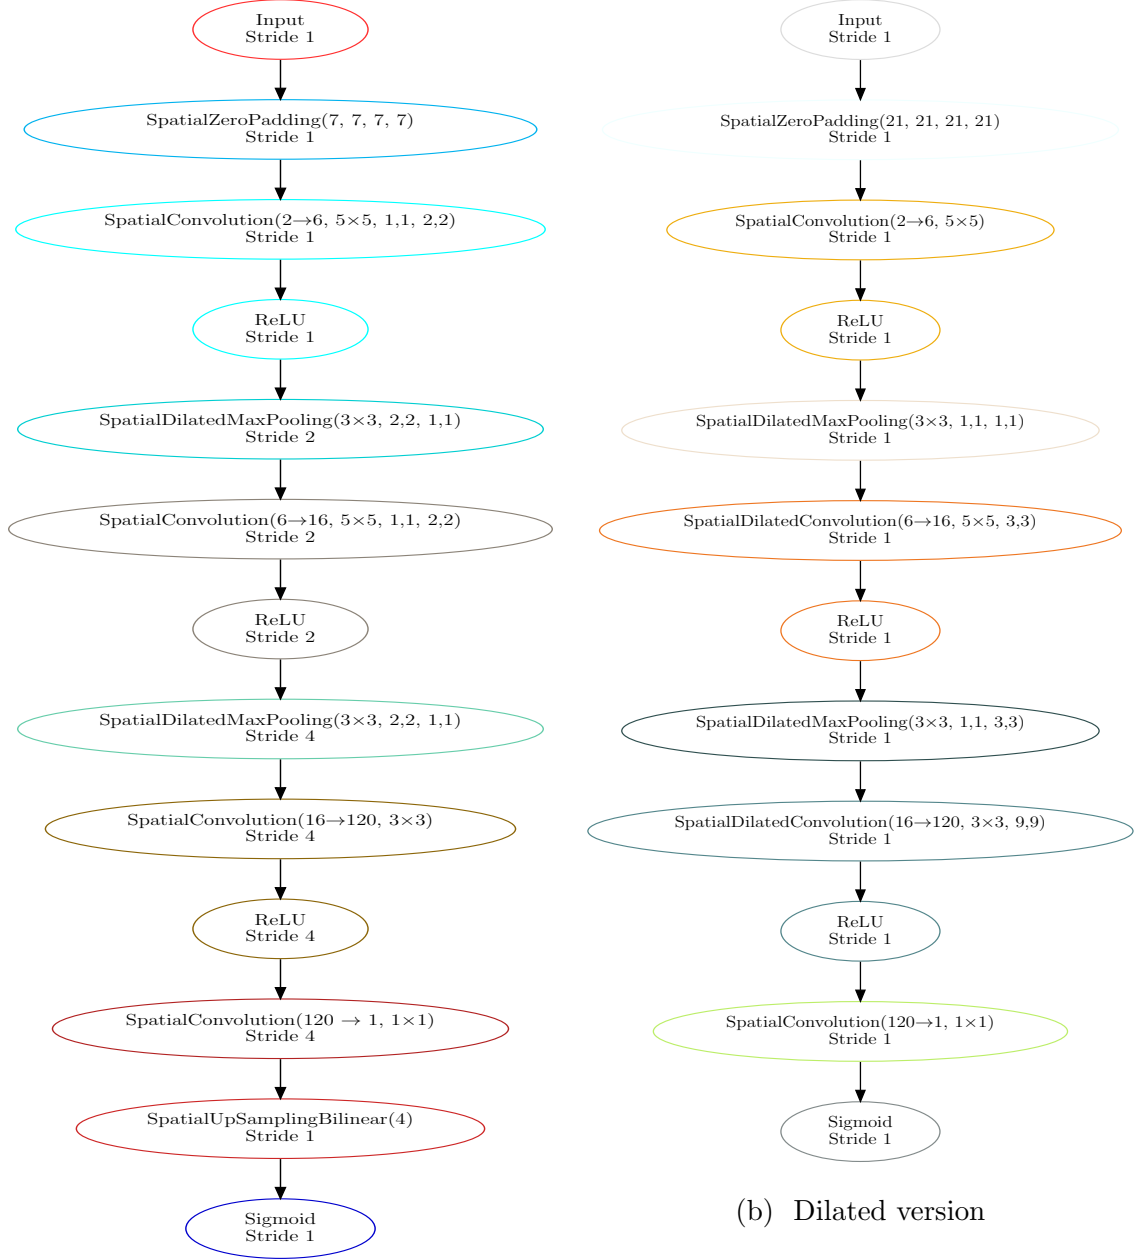 Input
Stride 1
SpatialZeroPadding(7, 7, 7, 7)
Stride 1
SpatialConvolution(2→6, 5×5, 1,1, 2,2)
Stride 1
ReLU
Stride 1
SpatialDilatedMaxPooling(3×3, 2,2, 1,1)
Stride 2
SpatialConvolution(6→16, 5×5, 1,1, 2,2)
Stride 2
ReLU
Stride 2
SpatialDilatedMaxPooling(3×3, 2,2, 1,1)
Stride 4
SpatialConvolution(16→120, 3×3)
Stride 4
ReLU
Stride 4
SpatialConvolution(120 → 1, 1×1)
Stride 4
SpatialUpSamplingBilinear(4)
Stride 1
Sigmoid
Stride 1
Input
Stride 1
SpatialZeroPadding(21, 21, 21, 21)
Stride 1
SpatialConvolution(2→6, 5×5)
Stride 1
ReLU
Stride 1
SpatialDilatedMaxPooling(3×3, 1,1, 1,1)
Stride 1
SpatialDilatedConvolution(6→16, 5×5, 3,3)
Stride 1
ReLU
Stride 1
SpatialDilatedMaxPooling(3×3, 1,1, 3,3)
Stride 1
SpatialDilatedConvolution(16→120, 3×3, 9,9)
Stride 1
ReLU
Stride 1
SpatialConvolution(120→1, 1×1)
Stride 1
Sigmoid
Stride 1
(b) Dilated version